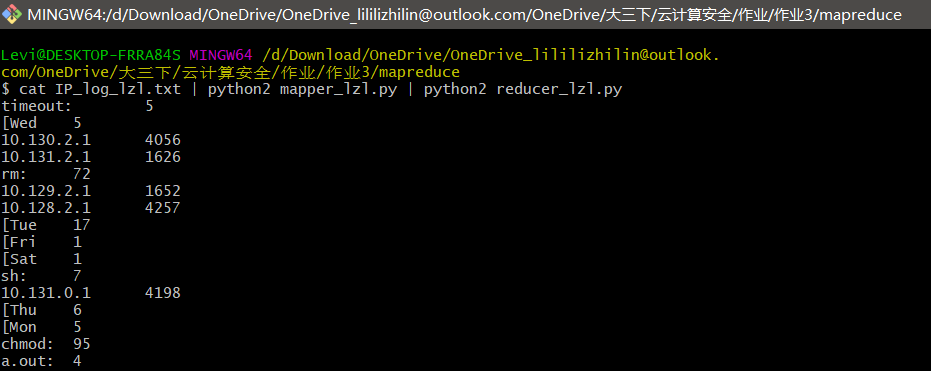 MINGW64:/d/Download/OneDrive/OneDrive_lililizhilin@outlook.com/OneDrive/大三下/云计算安全/作业/作业3/mapreduce
Levi@DESKTOP-FRRA84S MINGW64 /d/Download/OneDrive/OneDrive_lililizhilin@outlook.
com/OneDrive/大三下/云计算安全/作业/作业3/mapreduce
$ cat IP_log_lzl.txt | python2 mapper_lzl.py | python2 reducer_lzl.py
timeout:        5
[Wed    5
10.130.2.1      4056
10.131.2.1      1626
rm:     72
10.129.2.1      1652
10.128.2.1      4257
[Tue    17
[Fri    1
[Sat    1
sh:     7
10.131.0.1      4198
[Thu    6
[Mon    5
chmod:  95
a.out:  4